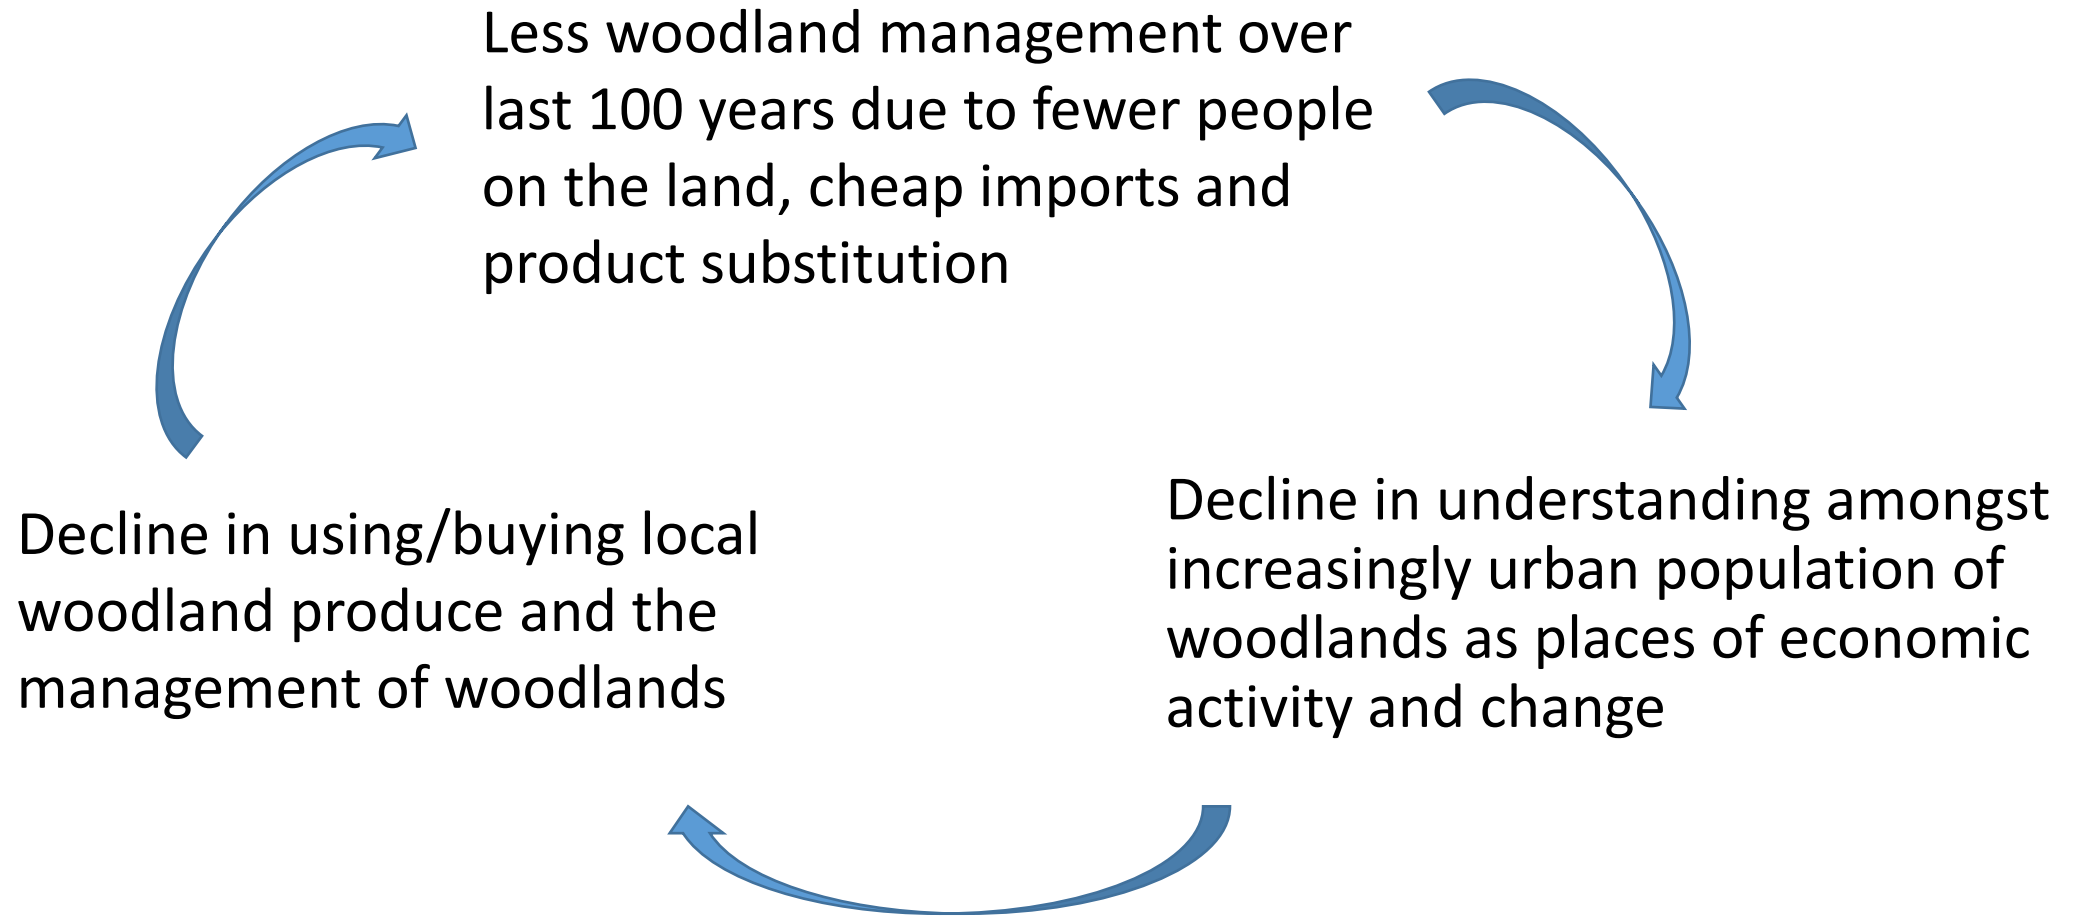 Less woodland management over
last 100 years due to fewer people
on the land, cheap imports and
product substitution
Decline in understanding amongst
increasingly urban population of
woodlands as places of economic
activity and change
Decline in using/buying local
woodland produce and the
management of woodlands